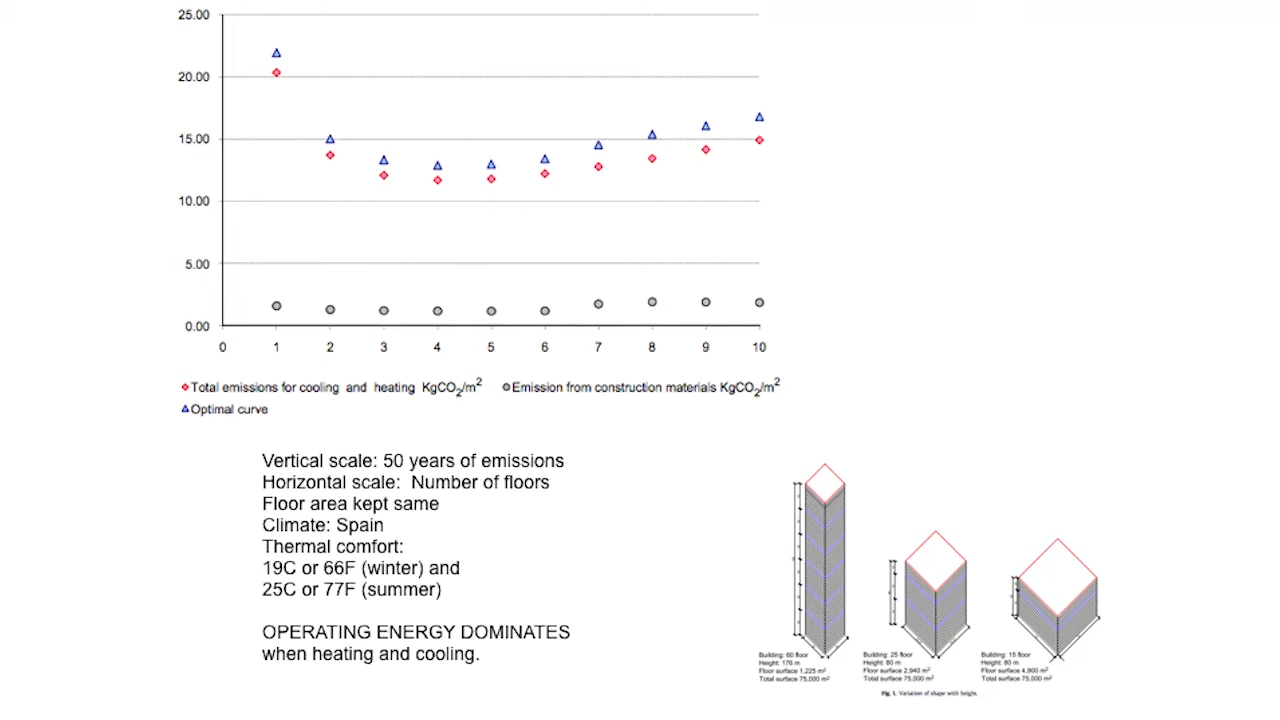 25.00
20.00
15.00
10.00
5.00
0.00
0 1 2 3 4 5 6 7 8 9 10
Total emissions for cooling and heating KgCO2/m2 Emission from construction materials KgCO2/m2
Optimal curve
Vertical scale: 50 years of emissions
Horizontal scale: Number of floors
Floor area kept same
Climate: Spain
Thermal comfort:
19C or 66F (winter) and
25C or 77F (summer)
OPERATING ENERGY DOMINATES
when heating and cooling.
Building: 60 floor
Height: 176 m
Floor surface 1,225 m2
Total surface 75,000 m2
Building: 25 floor
Height: 80 m
Floor surface 2,940 m2
Total surface 75,000 m2
Building: 15 floor
Height: 80 m
Floor surface 4,900 m2
Total surface 75,000 m2
Fig. 1. Variation of shape with height.